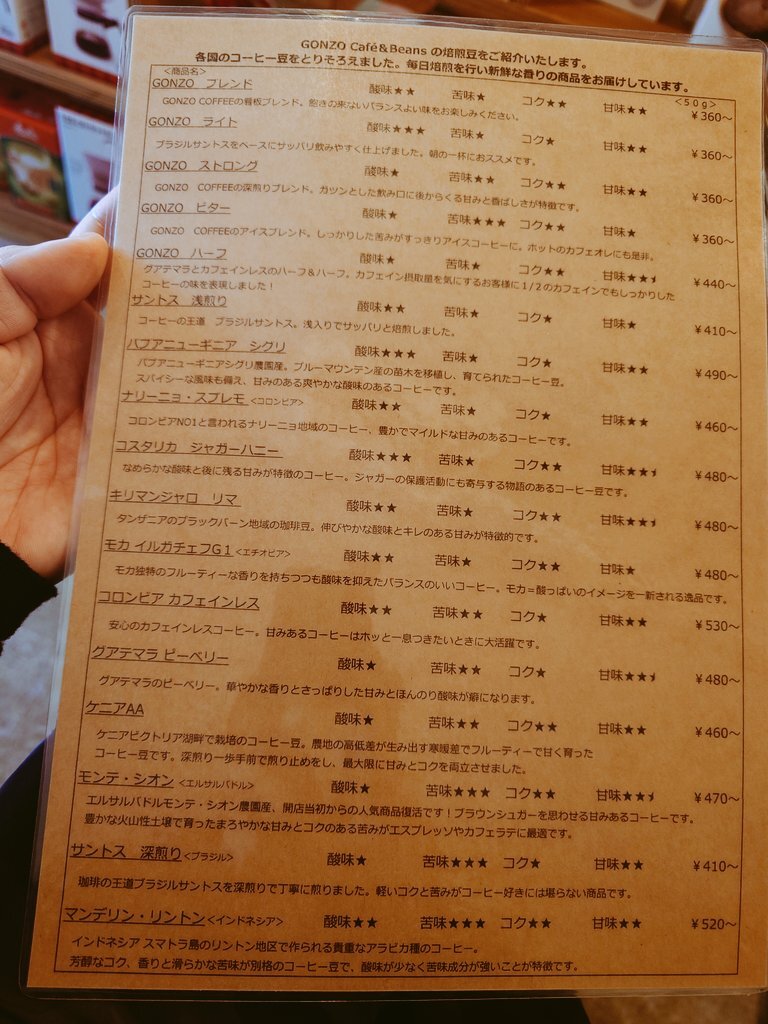 GONZO Café&Beans の焙煎豆をご紹介いたします。
各国のコーヒー豆をとりそろえました。毎日焙煎を行い新鮮な香りの商品をお届けしています。
<商品名> <50g>
GONZO ブレンド 酸味★★ 苦味★ コク★★ 甘味★★ ¥360～
GONZO COFFEEの看板ブレンド。飽きの来ないバランスよい味をお楽しみください。
GONZO ライト 酸味★★★ 苦味★ コク★ 甘味★★ ¥360～
ブラジルサントスをベースにサッパリ飲みやすく仕上げました。朝の一杯におススメです。
GONZO ストロング 酸味★ 苦味★★ コク★★ 甘味★★ ¥360～
GONZO COFFEEの深煎りブレンド。ガツンとした飲み口に後からくる甘みと香ばしさが特徴です。
GONZO ビター 酸味★ 苦味★★★ コク★★ 甘味★ ¥360～
GONZO COFFEEのアイスブレンド。しっかりした苦みがすっきりアイスコーヒーに。ホットのカフェオレにも是非。
GONZO ハーフ 酸味★ 苦味★ コク★★ 甘味★★⯨ ¥440～
グアテマラとカフェインレスのハーフ&ハーフ。カフェイン摂取量を気にするお客様に1/2のカフェインでもしっかりした
コーヒーの味を表現しました！
サントス 浅煎り 酸味★★ 苦味★ コク★ 甘味★ ¥410～
コーヒーの王道 ブラジルサントス。浅入りでサッパリと焙煎しました。
パプアニューギニア シグリ 酸味★★★ 苦味★ コク★ 甘味★★ ¥490～
パプアニューギニアシグリ農園産。ブルーマウンテン産の苗木を移植し、育てられたコーヒー豆。
スパイシーな風味も備え、甘みのある爽やかな酸味のあるコーヒーです。
ナリーニョ・スプレモ <コロンビア> 酸味★★ 苦味★ コク★ 甘味★★ ¥460～
コロンビアNO1と言われるナリーニョ地域のコーヒー、豊かでマイルドな甘みのあるコーヒーです。
コスタリカ ジャガーハニー 酸味★★★ 苦味★ コク★★ 甘味★★⯨ ¥480～
なめらかな酸味と後に残る甘みが特徴のコーヒー。ジャガーの保護活動にも寄与する物語のあるコーヒー豆です。
キリマンジャロ リマ 酸味★★ 苦味★ コク★★ 甘味★★⯨ ¥480～
タンザニアのブラックバーン地域の珈琲豆。伸びやかな酸味とキレのある甘みが特徴的です。
モカ イルガチェフG1 <エチオピア> 酸味★★ 苦味★ コク★★ 甘味★ ¥480～
モカ独特のフルーティーな香りを持ちつつも酸味を抑えたバランスのいいコーヒー。モカ=酸っぱいのイメージを一新される逸品です。
コロンビア カフェインレス 酸味★★ 苦味★★ コク★ 甘味★★ ¥530～
安心のカフェインレスコーヒー。甘みあるコーヒーはホッと一息つきたいときに大活躍です。
グアテマラ ピーベリー 酸味★ 苦味★★ コク★ 甘味★★⯨ ¥480～
グアテマラのピーベリー。華やかな香りとさっぱりした甘みとほんのり酸味が癖になります。
ケニアAA 酸味★ 苦味★★ コク★★ 甘味★★ ¥460～
ケニアビクトリア湖畔で栽培のコーヒー豆。農地の高低差が生み出す寒暖差でフルーティーで甘く育った
コーヒー豆です。深煎り一歩手前で煎り止めをし、最大限に甘みとコクを両立させました。
モンテ・シオン <エルサルバドル> 酸味★ 苦味★★★ コク★★ 甘味★★⯨ ¥470～
エルサルバドルモンテ・シオン農園産、開店当初からの人気商品復活です！ブラウンシュガーを思わせる甘みあるコーヒーです。
豊かな火山性土壌で育ったまろやかな甘みとコクのある苦みがエスプレッソやカフェラテに最適です。
サントス 深煎り <ブラジル> 酸味★ 苦味★★★ コク★ 甘味★★ ¥410～
珈琲の王道ブラジルサントスを深煎りで丁寧に煎りました。軽いコクと苦みがコーヒー好きには堪らない商品です。
マンデリン・リントン <インドネシア> 酸味★★ 苦味★★★ コク★★ 甘味★★ ¥520～
インドネシア スマトラ島のリントン地区で作られる貴重なアラビカ種のコーヒー。
芳醇なコク、香りと滑らかな苦味が別格のコーヒー豆で、酸味が少なく苦味成分が強いことが特徴です。